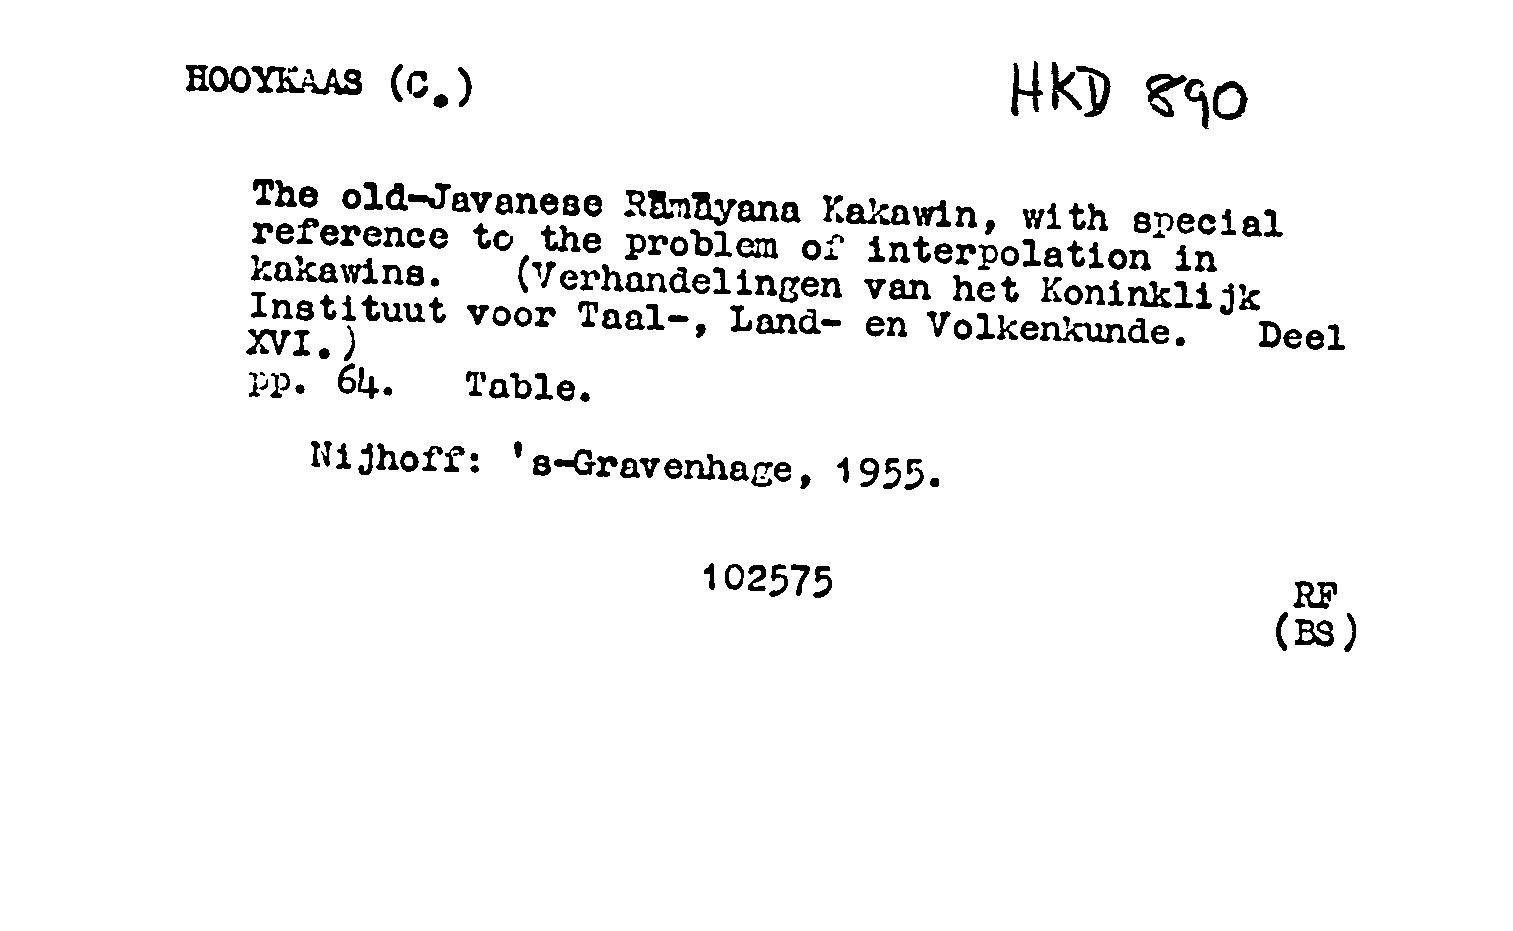 HOOYKAAS (C.)
HKD 890
The old-Javanese Rāmāyana Kakawin, with special
reference to the problem of interpolation in
kakawins. (Verhandelingen van het Koninklijk
Instituut voor Taal-, Land- en Volkenkunde. Deel
XVI.)
pp. 64. Table.
Nijhoff: 's-Gravenhage, 1955.
102575
RF
(BS)